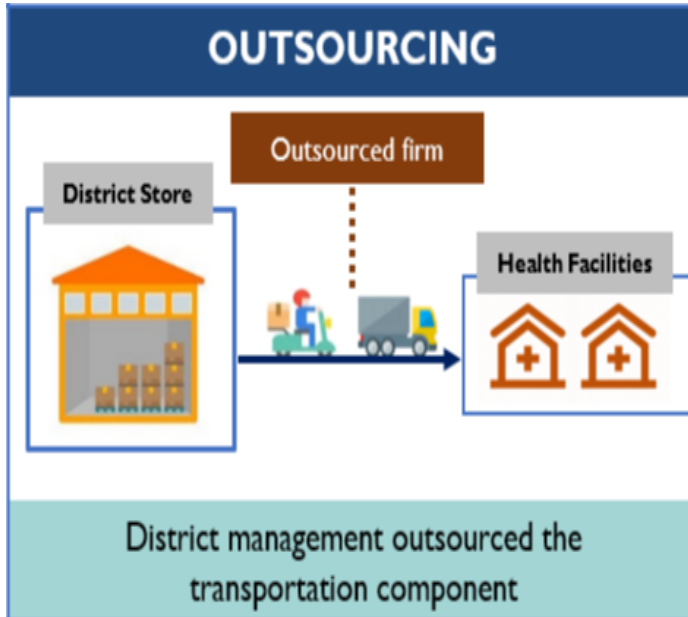 OUTSOURCING
Outsourced firm
District Store
Health Facilities
District management outsourced the
transportation component